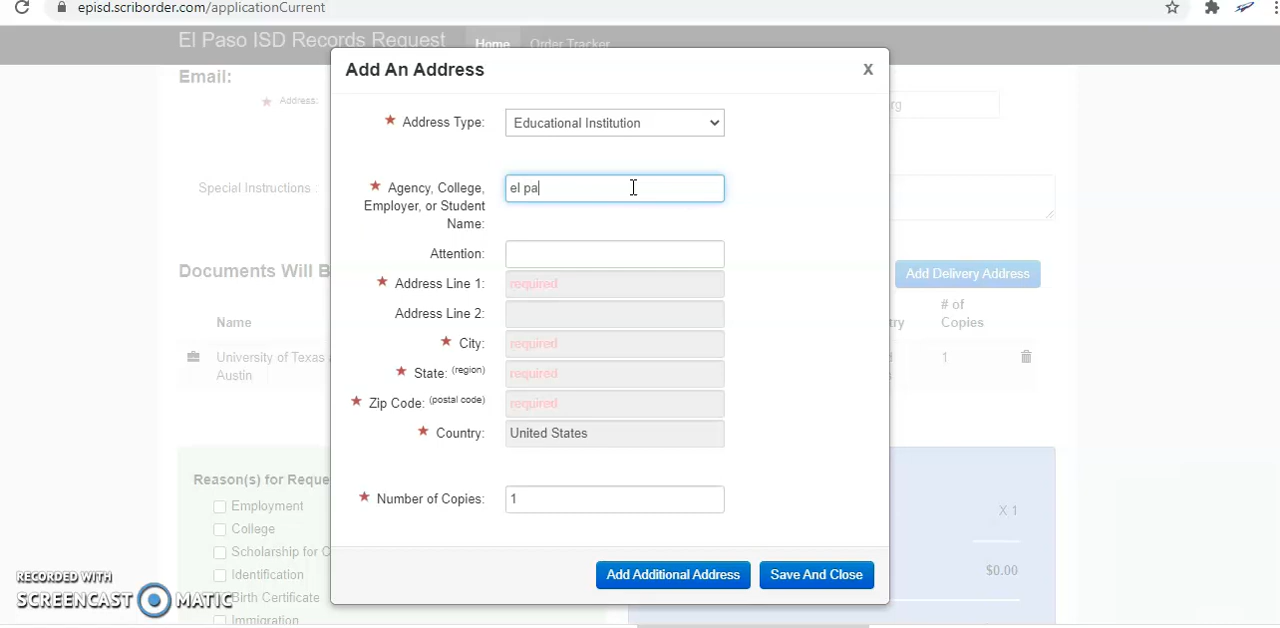 episd.scriborder.com/applicationCurrent
El Paso ISD Records Request
Home
Order Tracker
Email:
★ Address:
rg
Special Instructions :
Documents Will B
Add Delivery Address
Name
try
# of
Copies
University of Texas a
Austin
1
Reason(s) for Reque
Employment
College
Scholarship for C
Identification
Birth Certificate
Immigration
X 1
$0.00
Add An Address
X
★ Address Type:
Educational Institution
★ Agency, College,
Employer, or Student
Name:
el pa
Attention:
★ Address Line 1:
required
Address Line 2:
★ City:
required
★ State: (region)
required
★ Zip Code: (postal code)
required
★ Country:
United States
★ Number of Copies:
1
Add Additional Address
Save And Close
RECORDED WITH
SCREENCAST MATIC